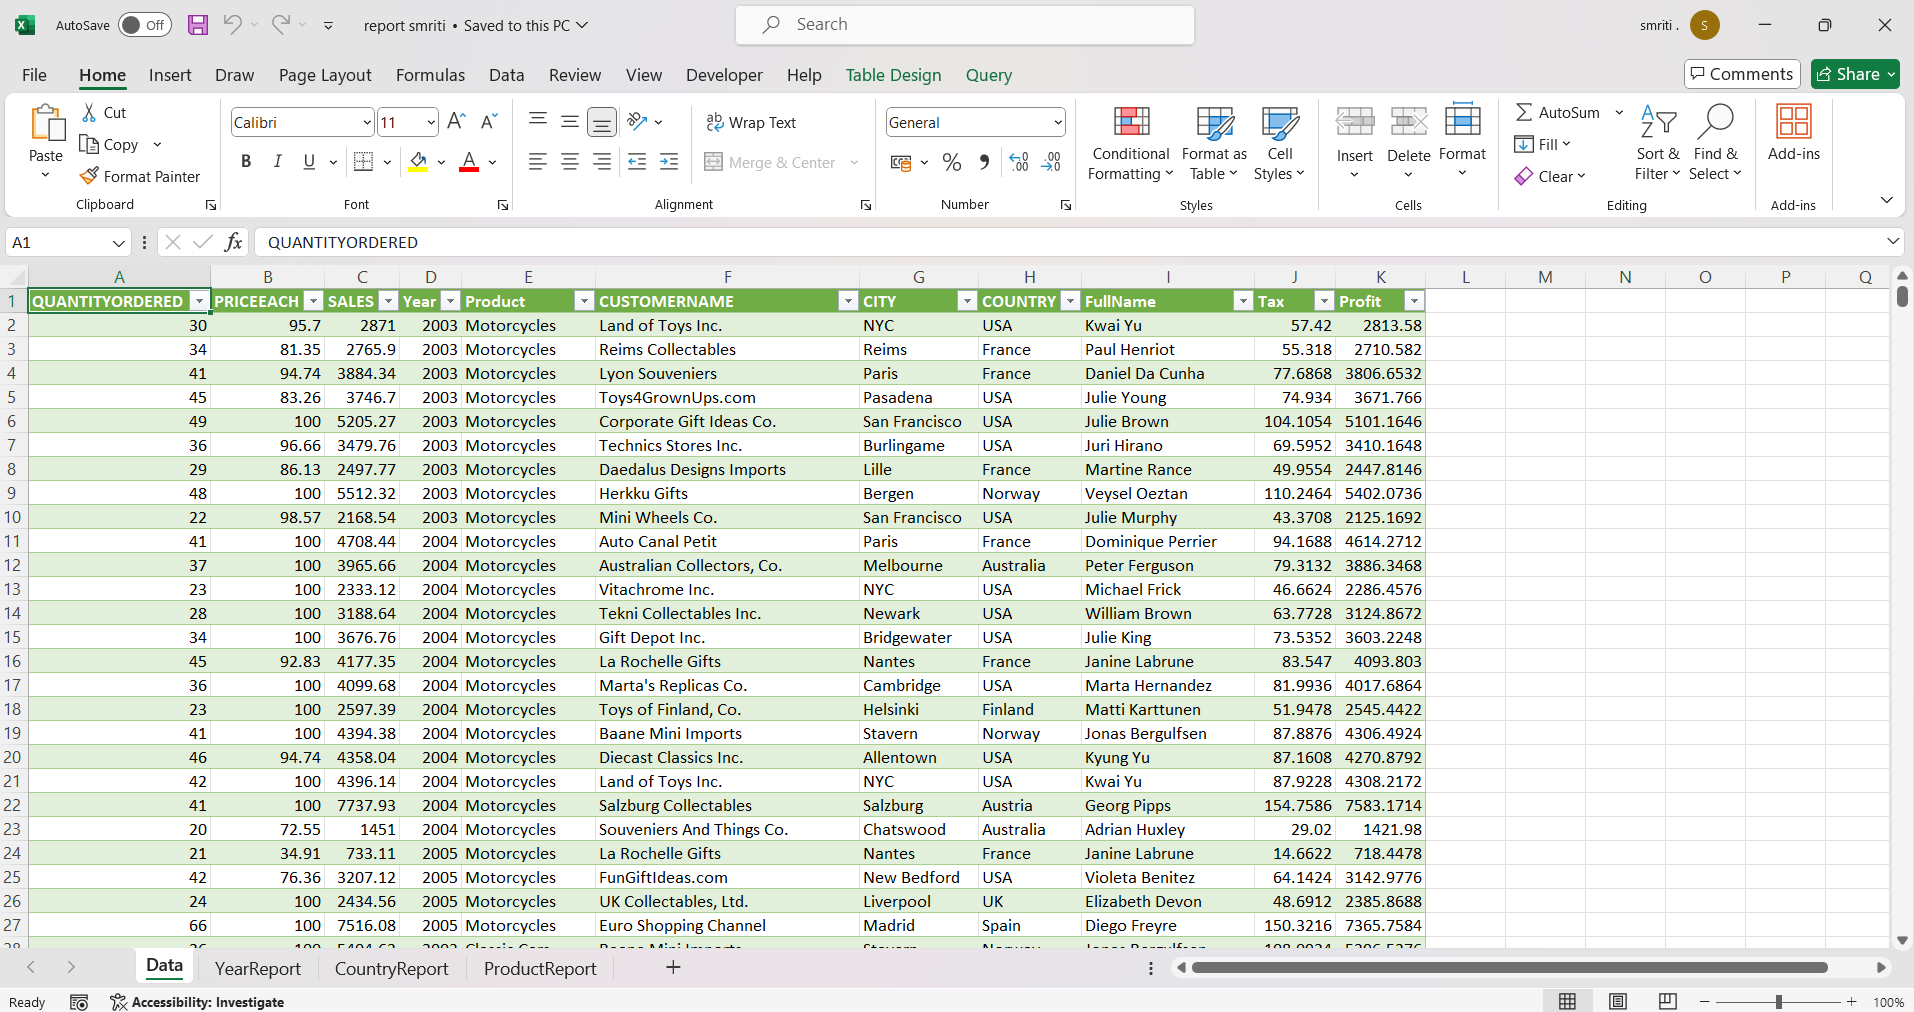 AutoSave Off report smriti • Saved to this PC Search smriti . S
File Home Insert Draw Page Layout Formulas Data Review View Developer Help Table Design Query Comments Share
Paste Cut Copy Format Painter Clipboard
Calibri 11 B I U A Font
Wrap Text Merge & Center Alignment
General % Number
Conditional Formatting Format as Table Cell Styles Styles
Insert Delete Format Cells
AutoSum Fill Clear Sort & Filter Find & Select Editing
Add-ins Add-ins
A1 fx QUANTITYORDERED
A B C D E F G H I J K L M N O P Q
1 QUANTITYORDERED PRICEEACH SALES Year Product CUSTOMERNAME CITY COUNTRY FullName Tax Profit
2 30 95.7 2871 2003 Motorcycles Land of Toys Inc. NYC USA Kwai Yu 57.42 2813.58
3 34 81.35 2765.9 2003 Motorcycles Reims Collectables Reims France Paul Henriot 55.318 2710.582
4 41 94.74 3884.34 2003 Motorcycles Lyon Souveniers Paris France Daniel Da Cunha 77.6868 3806.6532
5 45 83.26 3746.7 2003 Motorcycles Toys4GrownUps.com Pasadena USA Julie Young 74.934 3671.766
6 49 100 5205.27 2003 Motorcycles Corporate Gift Ideas Co. San Francisco USA Julie Brown 104.1054 5101.1646
7 36 96.66 3479.76 2003 Motorcycles Technics Stores Inc. Burlingame USA Juri Hirano 69.5952 3410.1648
8 29 86.13 2497.77 2003 Motorcycles Daedalus Designs Imports Lille France Martine Rance 49.9554 2447.8146
9 48 100 5512.32 2003 Motorcycles Herkku Gifts Bergen Norway Veysel Oeztan 110.2464 5402.0736
10 22 98.57 2168.54 2003 Motorcycles Mini Wheels Co. San Francisco USA Julie Murphy 43.3708 2125.1692
11 41 100 4708.44 2004 Motorcycles Auto Canal Petit Paris France Dominique Perrier 94.1688 4614.2712
12 37 100 3965.66 2004 Motorcycles Australian Collectors, Co. Melbourne Australia Peter Ferguson 79.3132 3886.3468
13 23 100 2333.12 2004 Motorcycles Vitachrome Inc. NYC USA Michael Frick 46.6624 2286.4576
14 28 100 3188.64 2004 Motorcycles Tekni Collectables Inc. Newark USA William Brown 63.7728 3124.8672
15 34 100 3676.76 2004 Motorcycles Gift Depot Inc. Bridgewater USA Julie King 73.5352 3603.2248
16 45 92.83 4177.35 2004 Motorcycles La Rochelle Gifts Nantes France Janine Labrune 83.547 4093.803
17 36 100 4099.68 2004 Motorcycles Marta's Replicas Co. Cambridge USA Marta Hernandez 81.9936 4017.6864
18 23 100 2597.39 2004 Motorcycles Toys of Finland, Co. Helsinki Finland Matti Karttunen 51.9478 2545.4422
19 41 100 4394.38 2004 Motorcycles Baane Mini Imports Stavern Norway Jonas Bergulfsen 87.8876 4306.4924
20 46 94.74 4358.04 2004 Motorcycles Diecast Classics Inc. Allentown USA Kyung Yu 87.1608 4270.8792
21 42 100 4396.14 2004 Motorcycles Land of Toys Inc. NYC USA Kwai Yu 87.9228 4308.2172
22 41 100 7737.93 2004 Motorcycles Salzburg Collectables Salzburg Austria Georg Pipps 154.7586 7583.1714
23 20 72.55 1451 2004 Motorcycles Souveniers And Things Co. Chatswood Australia Adrian Huxley 29.02 1421.98
24 21 34.91 733.11 2005 Motorcycles La Rochelle Gifts Nantes France Janine Labrune 14.6622 718.4478
25 42 76.36 3207.12 2005 Motorcycles FunGiftIdeas.com New Bedford USA Violeta Benitez 64.1424 3142.9776
26 24 100 2434.56 2005 Motorcycles UK Collectables, Ltd. Liverpool UK Elizabeth Devon 48.6912 2385.8688
27 66 100 7516.08 2005 Motorcycles Euro Shopping Channel Madrid Spain Diego Freyre 150.3216 7365.7584
Data YearReport CountryReport ProductReport
Ready Accessibility: Investigate 100%